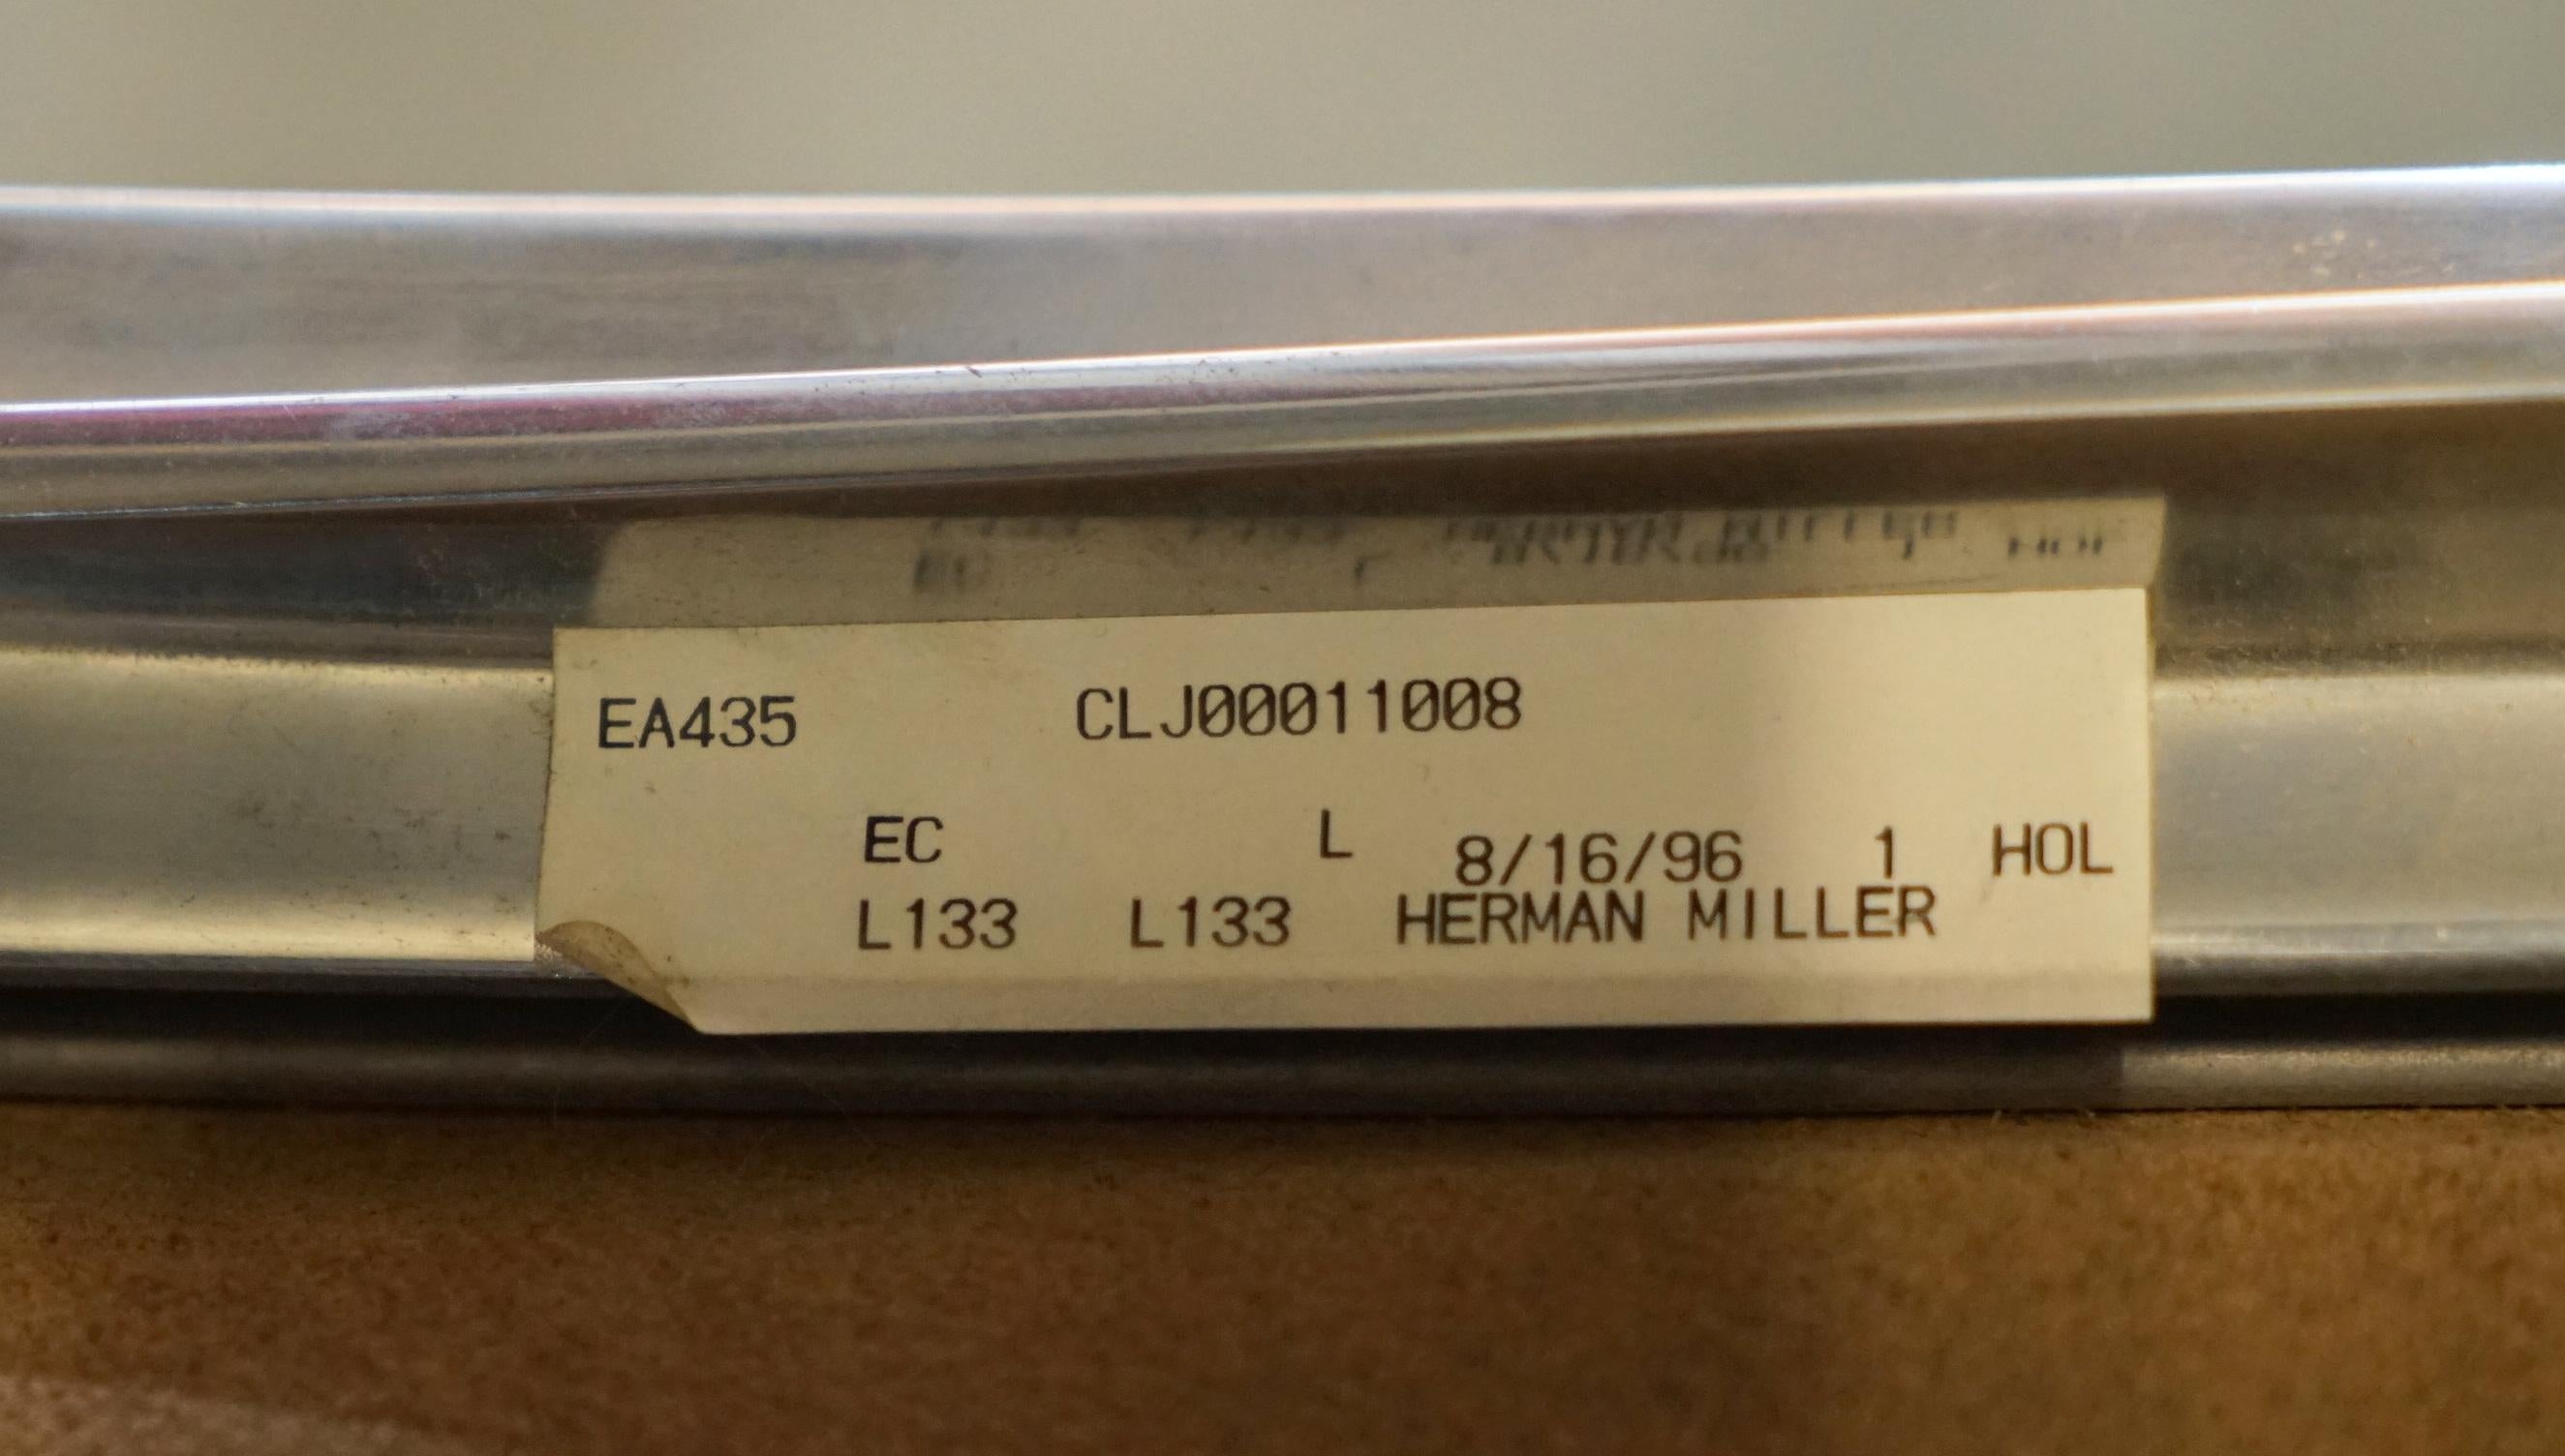 EA435 CLJ00011008
EC L 8/16/96 1 HOL
L133 L133 HERMAN MILLER